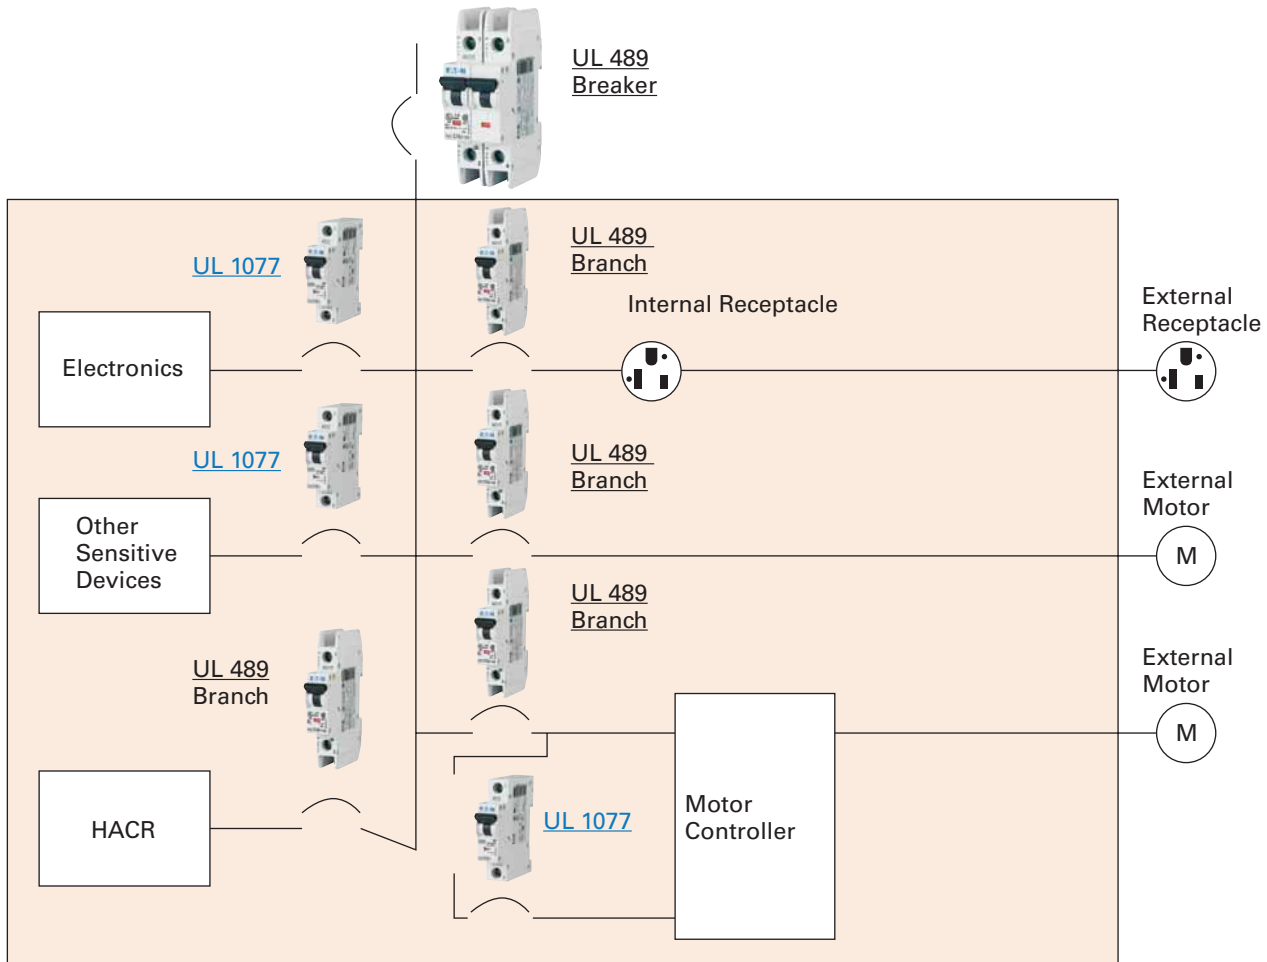 UL 489
Breaker
UL 1077
UL 489
Branch
Internal Receptacle
External
Receptacle
Electronics
UL 1077
UL 489
Branch
External
Motor
Other
Sensitive
Devices
M
UL 489
Branch
UL 489
Branch
External
Motor
M
HACR
UL 1077
Motor
Controller